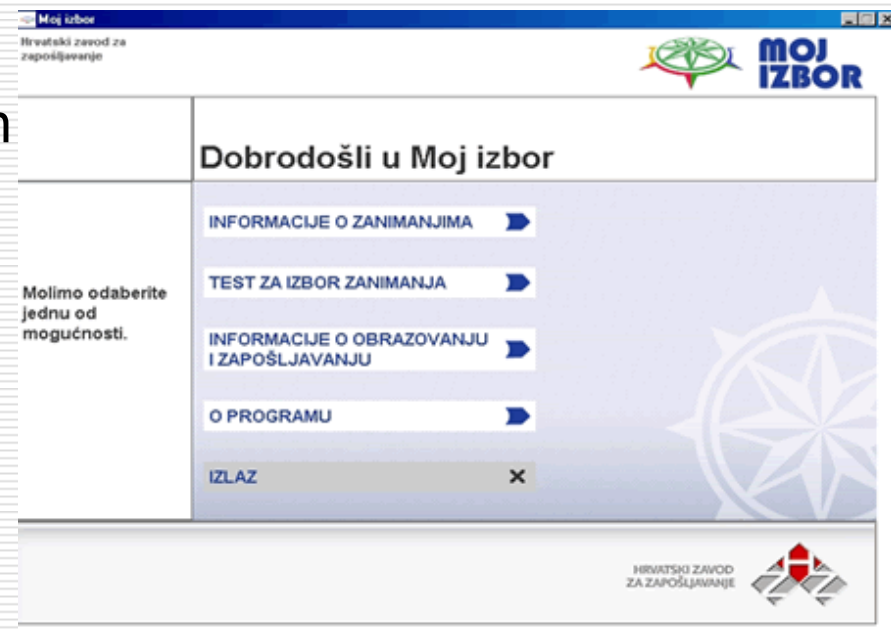 Moj izbor
Hrvatski zavod za
zapošljavanje
MOJ
IZBOR
Dobrodošli u Moj izbor
Molimo odaberite
jednu od
mogućnosti.
INFORMACIJE O ZANIMANJIMA
TEST ZA IZBOR ZANIMANJA
INFORMACIJE O OBRAZOVANJU
I ZAPOŠLJAVANJU
O PROGRAMU
IZLAZ
HRVATSKI ZAVOD
ZA ZAPOŠLJAVANJE